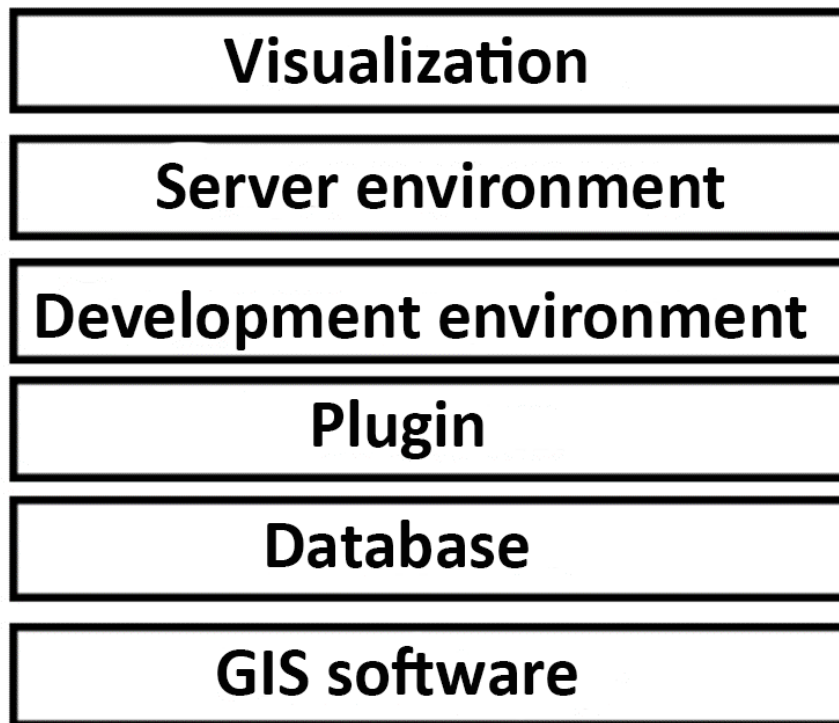 Visualization
Server environment
Development environment
Plugin
Database
GIS software